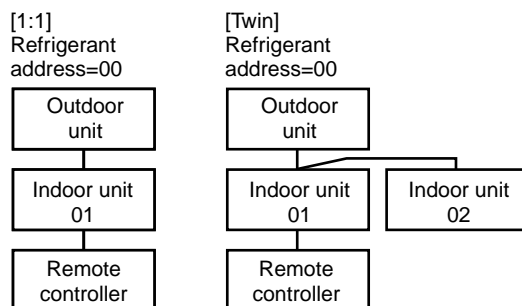 [1:1]
Refrigerant
address=00
Outdoor
unit
Indoor unit
01
Remote
controller
[Twin]
Refrigerant
address=00
Outdoor
unit
Indoor unit
01
Indoor unit
02
Remote
controller